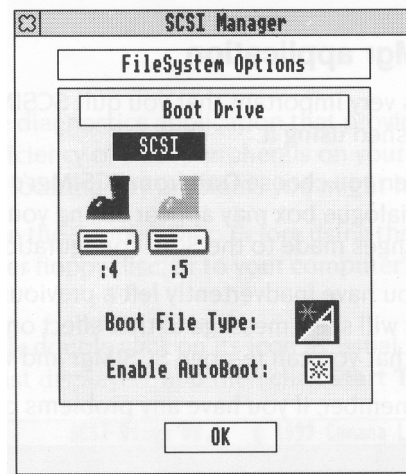 SCSI Manager
FileSystem Options
Boot Drive
SCSI
:4 :5
Boot File Type:
Enable AutoBoot:
OK